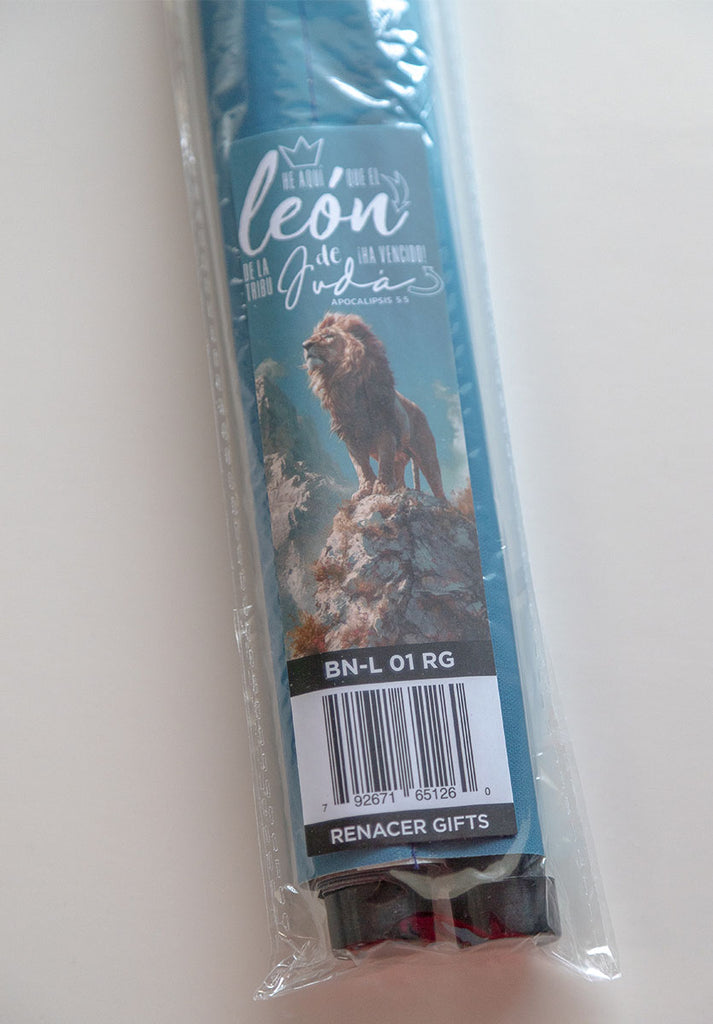 HE AQUÍ QUE EL
león
DE LA TRIBU de Judá ¡HA VENCIDO!
APOCALIPSIS 5:5
BN-L 01 RG
7 92671 65126 0
RENACER GIFTS